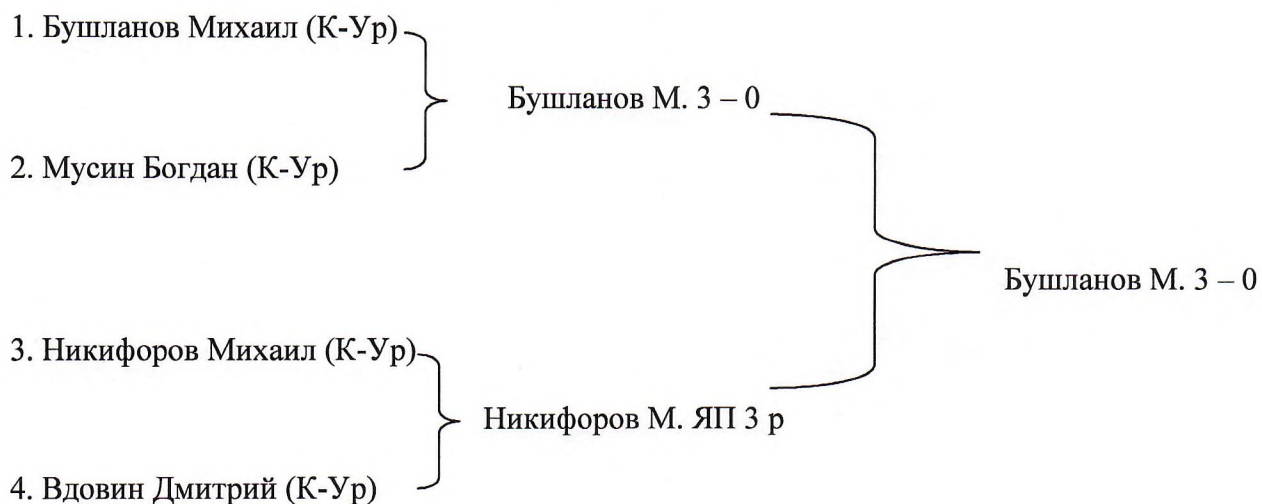 1. Бушланов Михаил (К-Ур)
Бушланов М. 3 – 0
2. Мусин Богдан (К-Ур)
Бушланов М. 3 – 0
3. Никифоров Михаил (К-Ур)
Никифоров М. ЯП 3 р
4. Вдовин Дмитрий (К-Ур)